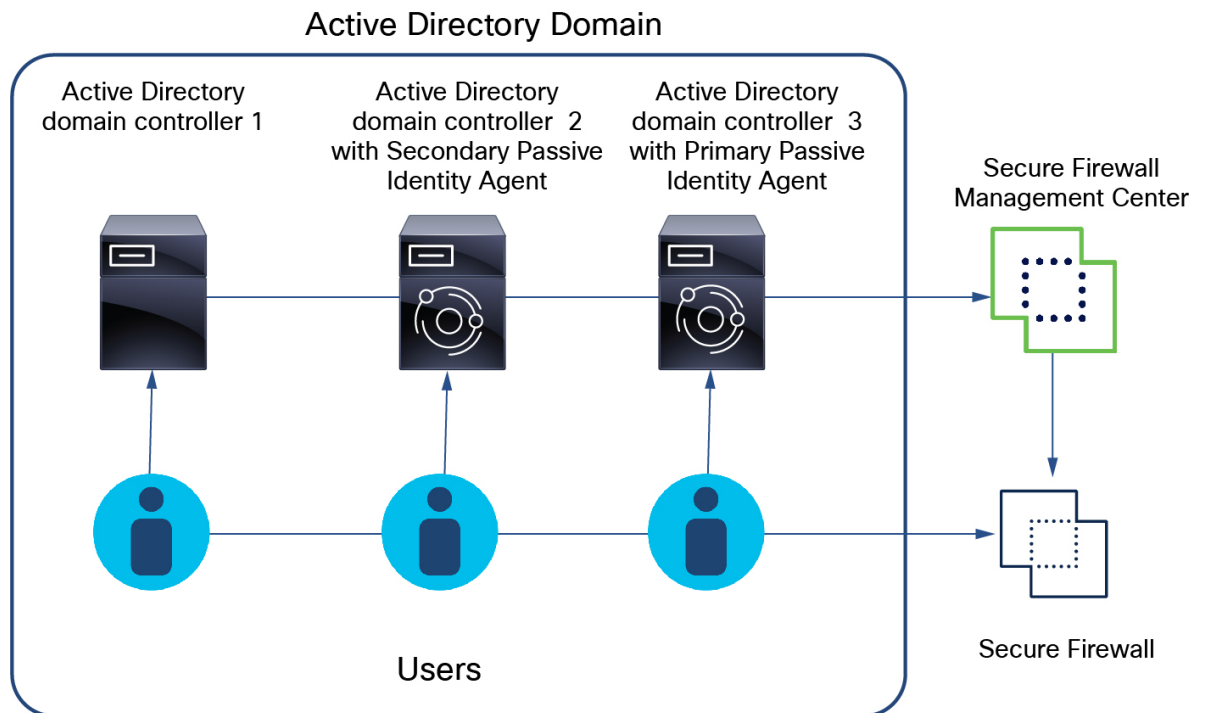 Active Directory Domain
Active Directory
domain controller 1
Active Directory
domain controller 2
with Secondary Passive
Identity Agent
Active Directory
domain controller 3
with Primary Passive
Identity Agent
Secure Firewall
Management Center
Secure Firewall
Users